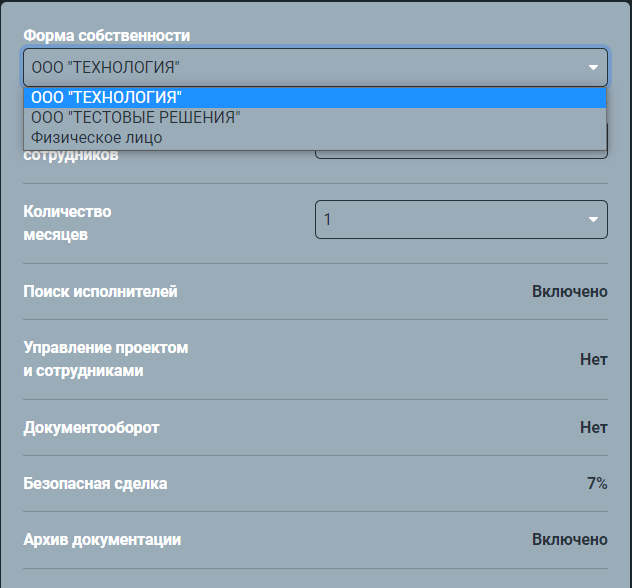 Форма собственности
ООО "ТЕХНОЛОГИЯ"
ООО "ТЕХНОЛОГИЯ"
ООО "ТЕСТОВЫЕ РЕШЕНИЯ"
Физическое лицо
сотрудников
Количество
месяцев
1
Поиск исполнителей
Включено
Управление проектом
и сотрудниками
Нет
Документооборот
Нет
Безопасная сделка
7%
Архив документации
Включено